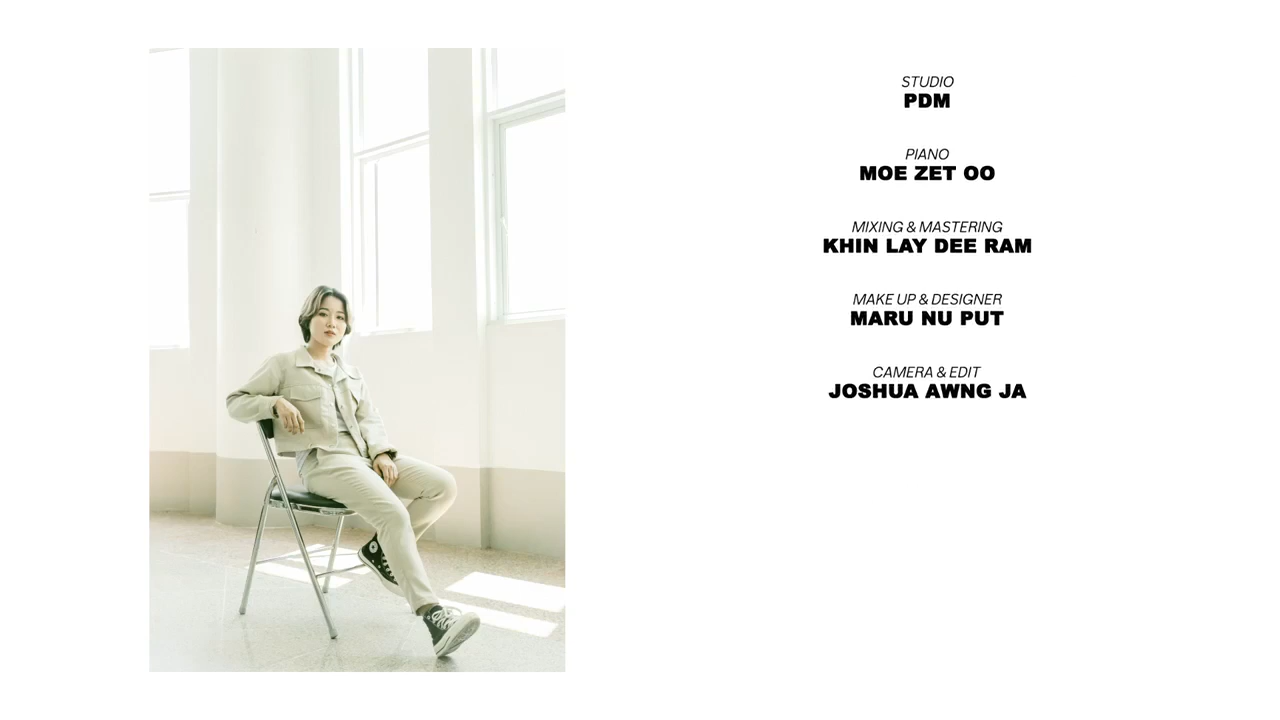 STUDIO
PDM
PIANO
MOE ZET OO
MIXING & MASTERING
KHIN LAY DEE RAM
MAKE UP & DESIGNER
MARU NU PUT
CAMERA & EDIT
JOSHUA AWNG JA